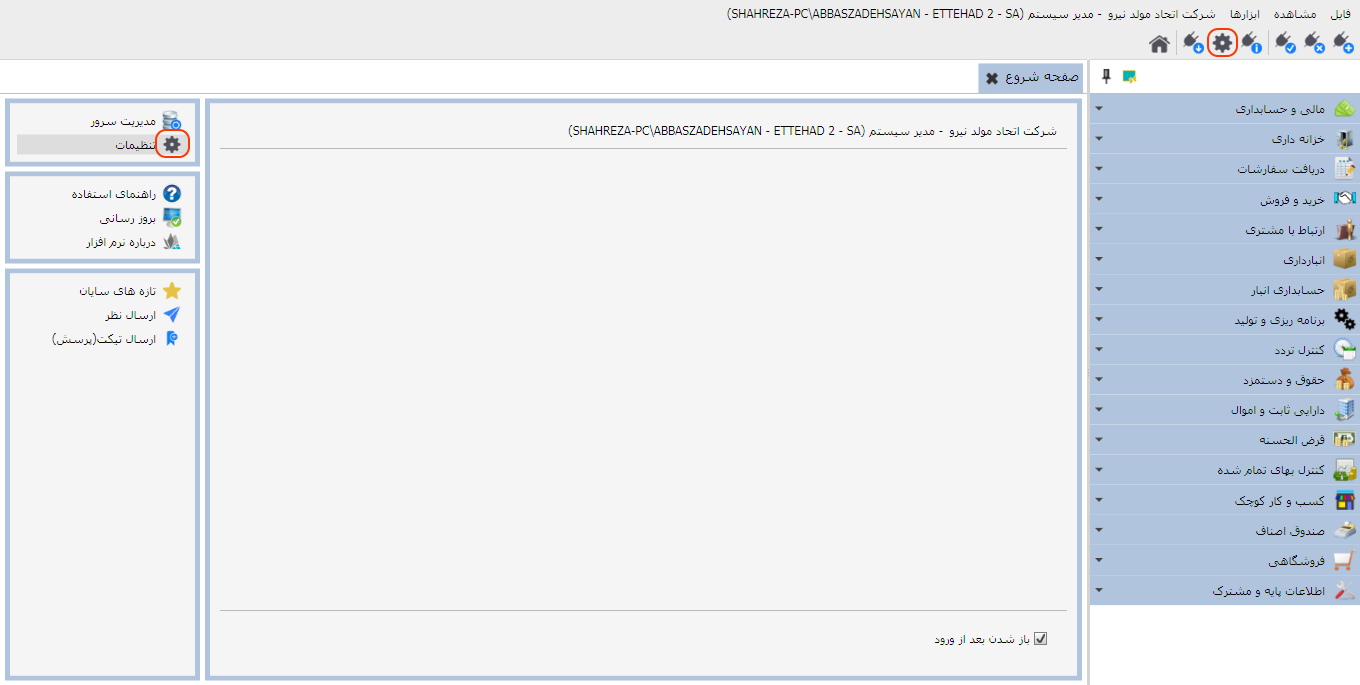 فایل مشاهده ابزارها شرکت اتحاد مولد نیرو - مدیر سیستم (SHAHREZA-PC\ABBASZADEHSAYAN - ETTEHAD 2 - SA)
صفحه شروع
مالی و حسابداری
خزانه داری
دریافت سفارشات
خرید و فروش
ارتباط با مشتری
انبارداری
حسابداری انبار
برنامه ریزی و تولید
کنترل تردد
حقوق و دستمزد
دارایی ثابت و اموال
قرض الحسنه
کنترل بهای تمام شده
کسب و کار کوچک
صندوق اصناف
فروشگاهی
اطلاعات پایه و مشترک
شرکت اتحاد مولد نیرو - مدیر سیستم (SHAHREZA-PC\ABBASZADEHSAYAN - ETTEHAD 2 - SA)
باز شدن بعد از ورود
مدیریت سرور
تنظیمات
راهنمای استفاده
بروز رسانی
درباره نرم افزار
تازه های سایان
ارسال نظر
ارسال تیکت(پرسش)